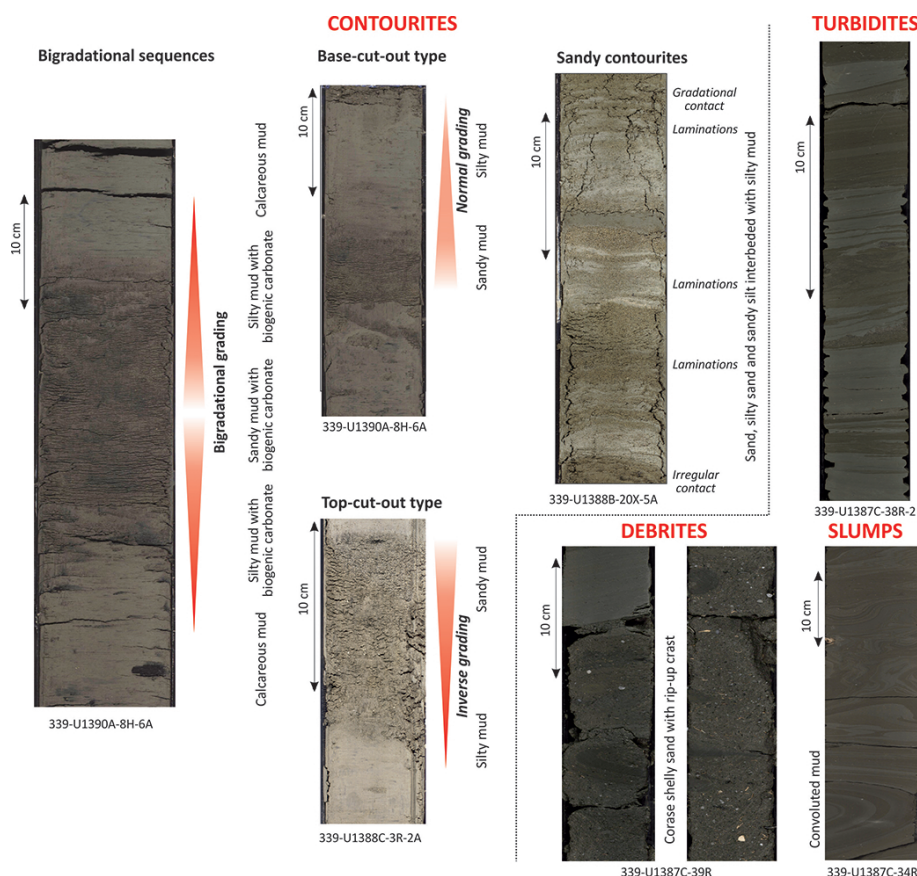 CONTOURITES
TURBIDITES
Bigradational sequences
10 cm
Bigradational grading
Calcareous mud
Silty mud with
biogenic carbonate
Sandy mud with
biogenic carbonate
Silty mud with
biogenic carbonate
Calcareous mud
339-U1390A-8H-6A
Base-cut-out type
10 cm
Normal grading
Silty mud
Sandy mud
339-U1390A-8H-6A
Top-cut-out type
10 cm
Inverse grading
Sandy mud
Silty mud
339-U1388C-3R-2A
Sandy contourites
10 cm
Gradational
contact
Laminations
Laminations
Laminations
Irregular
contact
Sand, silty sand and sandy silt interbeded with silty mud
339-U1388B-20X-5A
10 cm
339-U1387C-38R-2
DEBRITES
10 cm
Corase shelly sand with rip-up crast
339-U1387C-39R
SLUMPS
10 cm
Convoluted mud
339-U1387C-34R